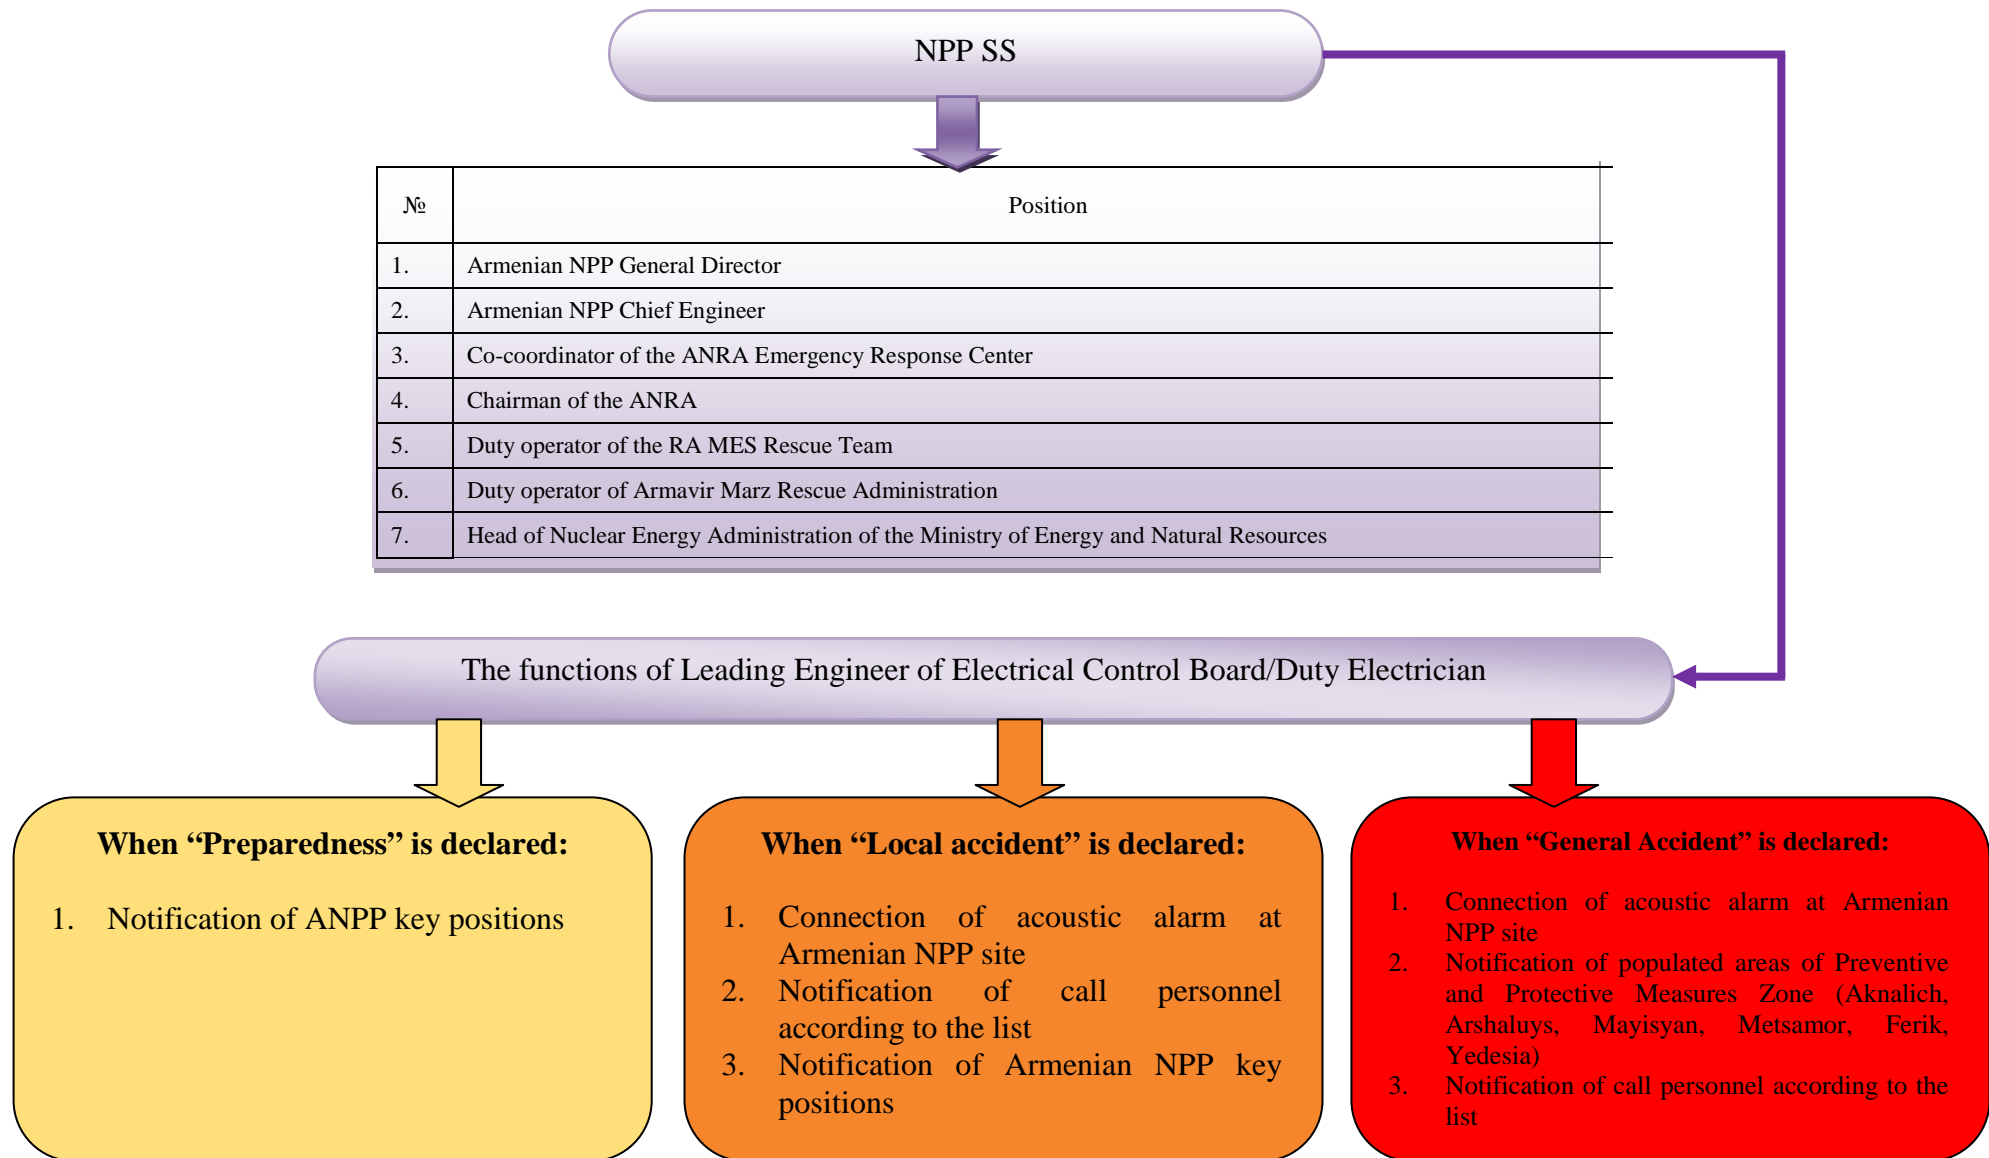 NPP SS
№ Position
1. Armenian NPP General Director
2. Armenian NPP Chief Engineer
3. Co-coordinator of the ANRA Emergency Response Center
4. Chairman of the ANRA
5. Duty operator of the RA MES Rescue Team
6. Duty operator of Armavir Marz Rescue Administration
7. Head of Nuclear Energy Administration of the Ministry of Energy and Natural Resources
The functions of Leading Engineer of Electrical Control Board/Duty Electrician
When “Preparedness” is declared:
1. Notification of ANPP key positions
When “Local accident” is declared:
1. Connection of acoustic alarm at
Armenian NPP site
2. Notification of call personnel
according to the list
3. Notification of Armenian NPP key
positions
When “General Accident” is declared:
1. Connection of acoustic alarm at Armenian
NPP site
2. Notification of populated areas of Preventive
and Protective Measures Zone (Aknalich,
Arshaluys, Mayisyan, Metsamor, Ferik,
Yedesia)
3. Notification of call personnel according to the
list